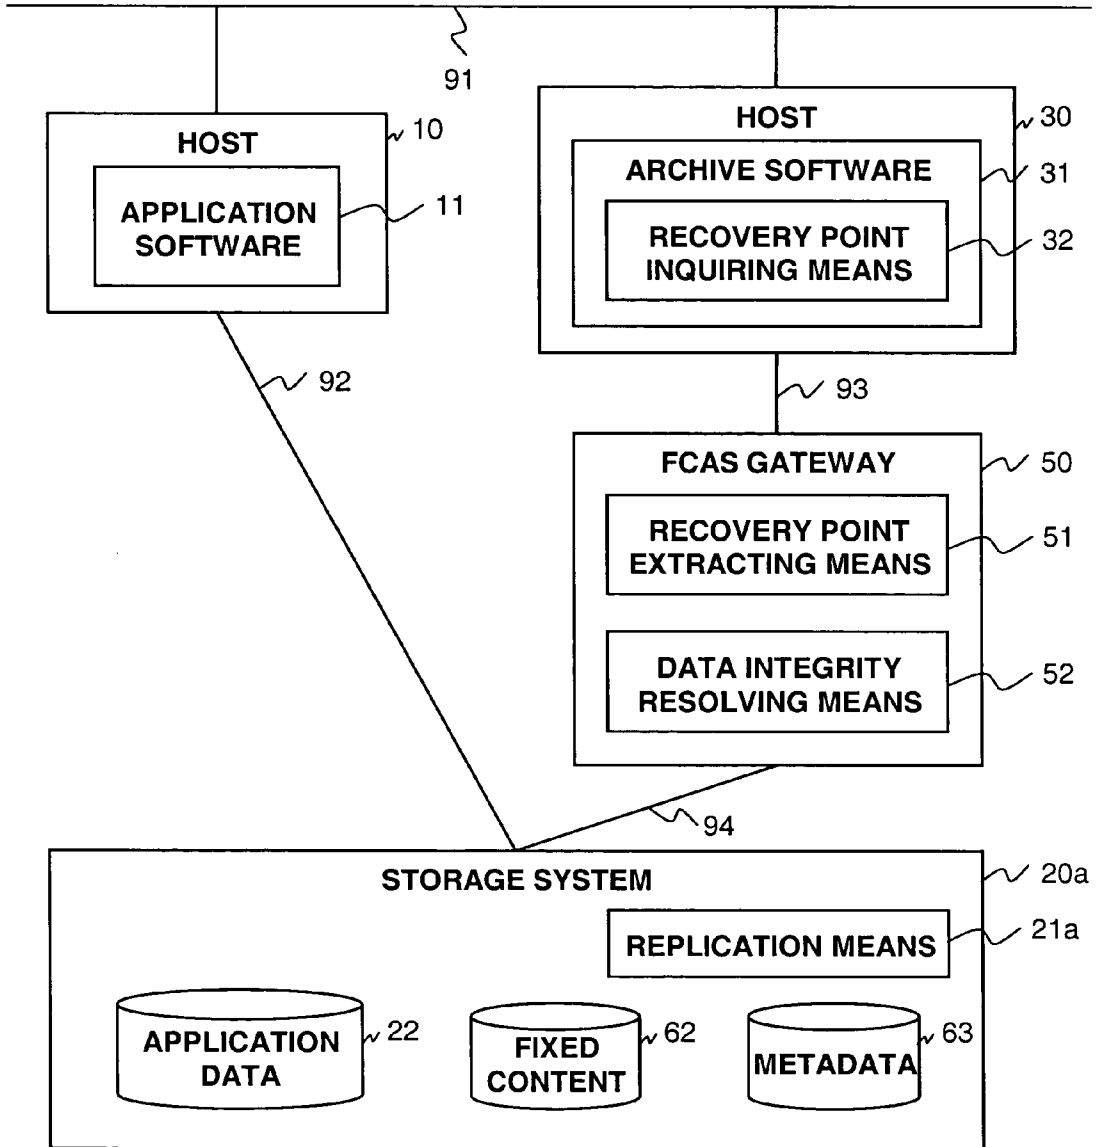 91
HOST
10
APPLICATION
SOFTWARE
11
HOST
30
ARCHIVE SOFTWARE
31
RECOVERY POINT
INQUIRING MEANS
32
92
93
FCAS GATEWAY
50
RECOVERY POINT
EXTRACTING MEANS
51
DATA INTEGRITY
RESOLVING MEANS
52
94
STORAGE SYSTEM
20a
REPLICATION MEANS
21a
APPLICATION
DATA
22
FIXED
CONTENT
62
METADATA
63